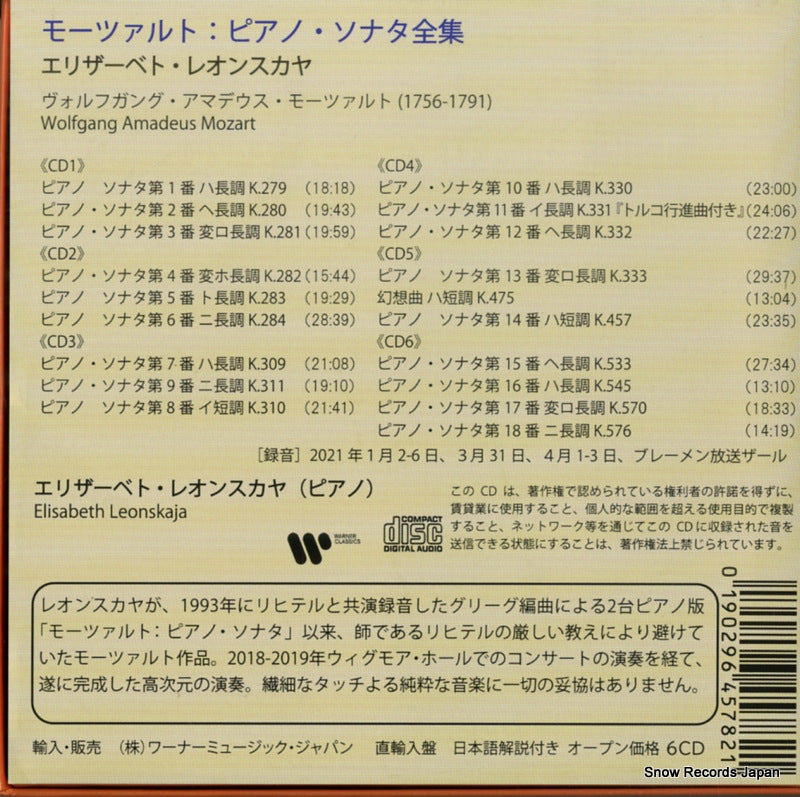 モーツァルト：ピアノ・ソナタ全集
エリザーベト・レオンスカヤ
ヴォルフガング・アマデウス・モーツァルト (1756-1791)
Wolfgang Amadeus Mozart
《CD1》
ピアノ　ソナタ第 1 番 ハ長調 K.279 (18:18)
ピアノ・ソナタ第 2 番 ヘ長調 K.280 (19:43)
ピアノ・ソナタ第 3 番 変ロ長調 K.281 (19:59)
《CD2》
ピアノ・ソナタ第 4 番 変ホ長調 K.282 (15:44)
ピアノ　ソナタ第 5 番 ト長調 K.283 (19:29)
ピアノ　ソナタ第 6 番 ニ長調 K.284 (28:39)
《CD3》
ピアノ・ソナタ第 7 番 ハ長調 K.309 (21:08)
ピアノ・ソナタ第 9 番 ニ長調 K.311 (19:10)
ピアノ　ソナタ第 8 番 イ短調 K.310 (21:41)
《CD4》
ピアノ・ソナタ第 10 番 ハ長調 K.330 (23:00)
ピアノ・ソナタ第 11 番 イ長調 K.331『トルコ行進曲付き』(24:06)
ピアノ・ソナタ第 12 番 ヘ長調 K.332 (22:27)
《CD5》
ピアノ　ソナタ第 13 番 変ロ長調 K.333 (29:37)
幻想曲 ハ短調 K.475 (13:04)
ピアノ　ソナタ第 14 番 ハ短調 K.457 (23:35)
《CD6》
ピアノ・ソナタ第 15 番 ヘ長調 K.533 (27:34)
ピアノ・ソナタ第 16 番 ハ長調 K.545 (13:10)
ピアノ・ソナタ第 17 番 変ロ長調 K.570 (18:33)
ピアノ・ソナタ第 18 番 ニ長調 K.576 (14:19)
［録音］2021 年 1 月 2-6 日、3 月 31 日、4 月 1-3 日、ブレーメン放送ザール
エリザーベト・レオンスカヤ（ピアノ）
Elisabeth Leonskaja
WARNER
CLASSICS
COMPACT
disc
DIGITAL AUDIO
この CD は、著作権で認められている権利者の許諾を得ずに、
賃貸業に使用すること、個人的な範囲を超える使用目的で複製
すること、ネットワーク等を通じてこの CDに収録された音を
送信できる状態にすることは、著作権法上禁じられています。
レオンスカヤが、1993年にリヒテルと共演録音したグリーグ編曲による2台ピアノ版
「モーツァルト：ピアノ・ソナタ」以来、師であるリヒテルの厳しい教えにより避けて
いたモーツァルト作品。2018-2019年ウィグモア・ホールでのコンサートの演奏を経て、
遂に完成した高次元の演奏。繊細なタッチよる純粋な音楽に一切の妥協はありません。
0 190296 457821
輸入・販売　（株）ワーナーミュージック・ジャパン　直輸入盤　日本語解説付き オープン価格 6CD
Snow Records Japan